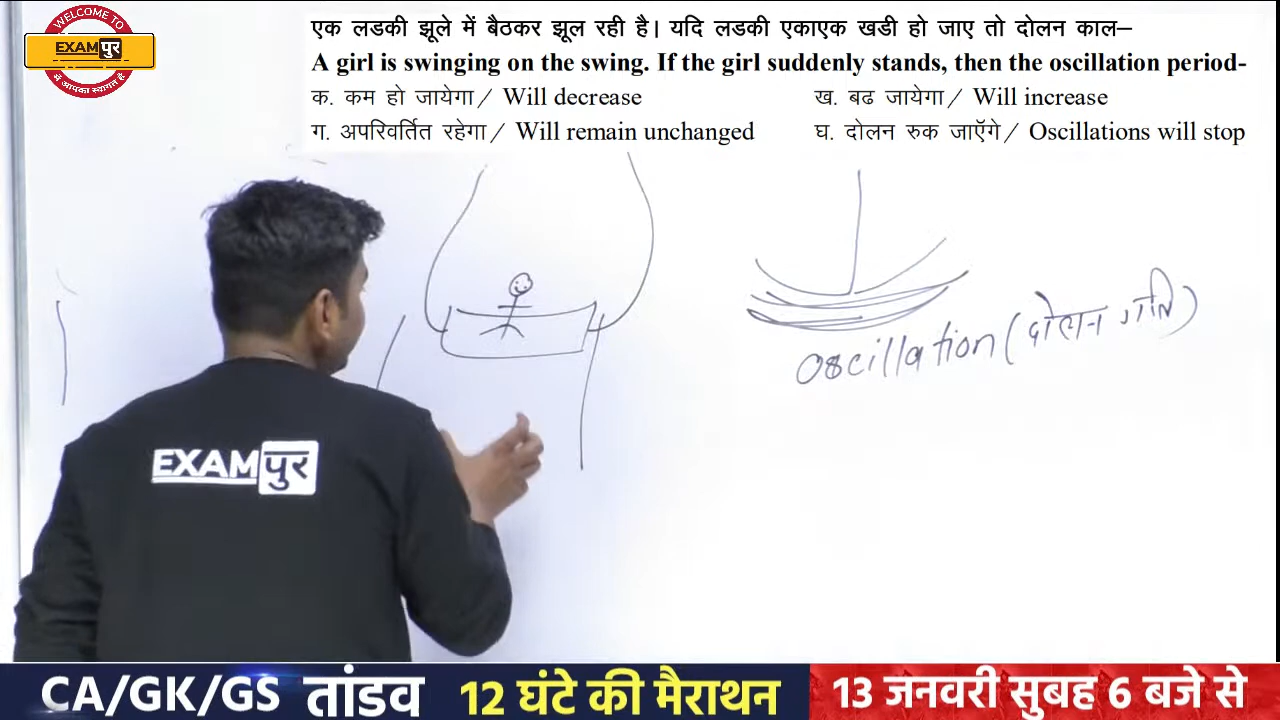 WELCOME TO
EXAMपुर
में आपका स्वागत है
एक लडकी झूले में बैठकर झूल रही है। यदि लडकी एकाएक खडी हो जाए तो दोलन काल–
A girl is swinging on the swing. If the girl suddenly stands, then the oscillation period-
क. कम हो जायेगा / Will decrease
ख. बढ जायेगा / Will increase
ग. अपरिवर्तित रहेगा / Will remain unchanged
घ. दोलन रुक जाएँगे / Oscillations will stop
Oscillation (दोलन गति)
EXAMपुर
CA/GK/GS तांडव 12 घंटे की मैराथन 13 जनवरी सुबह 6 बजे से